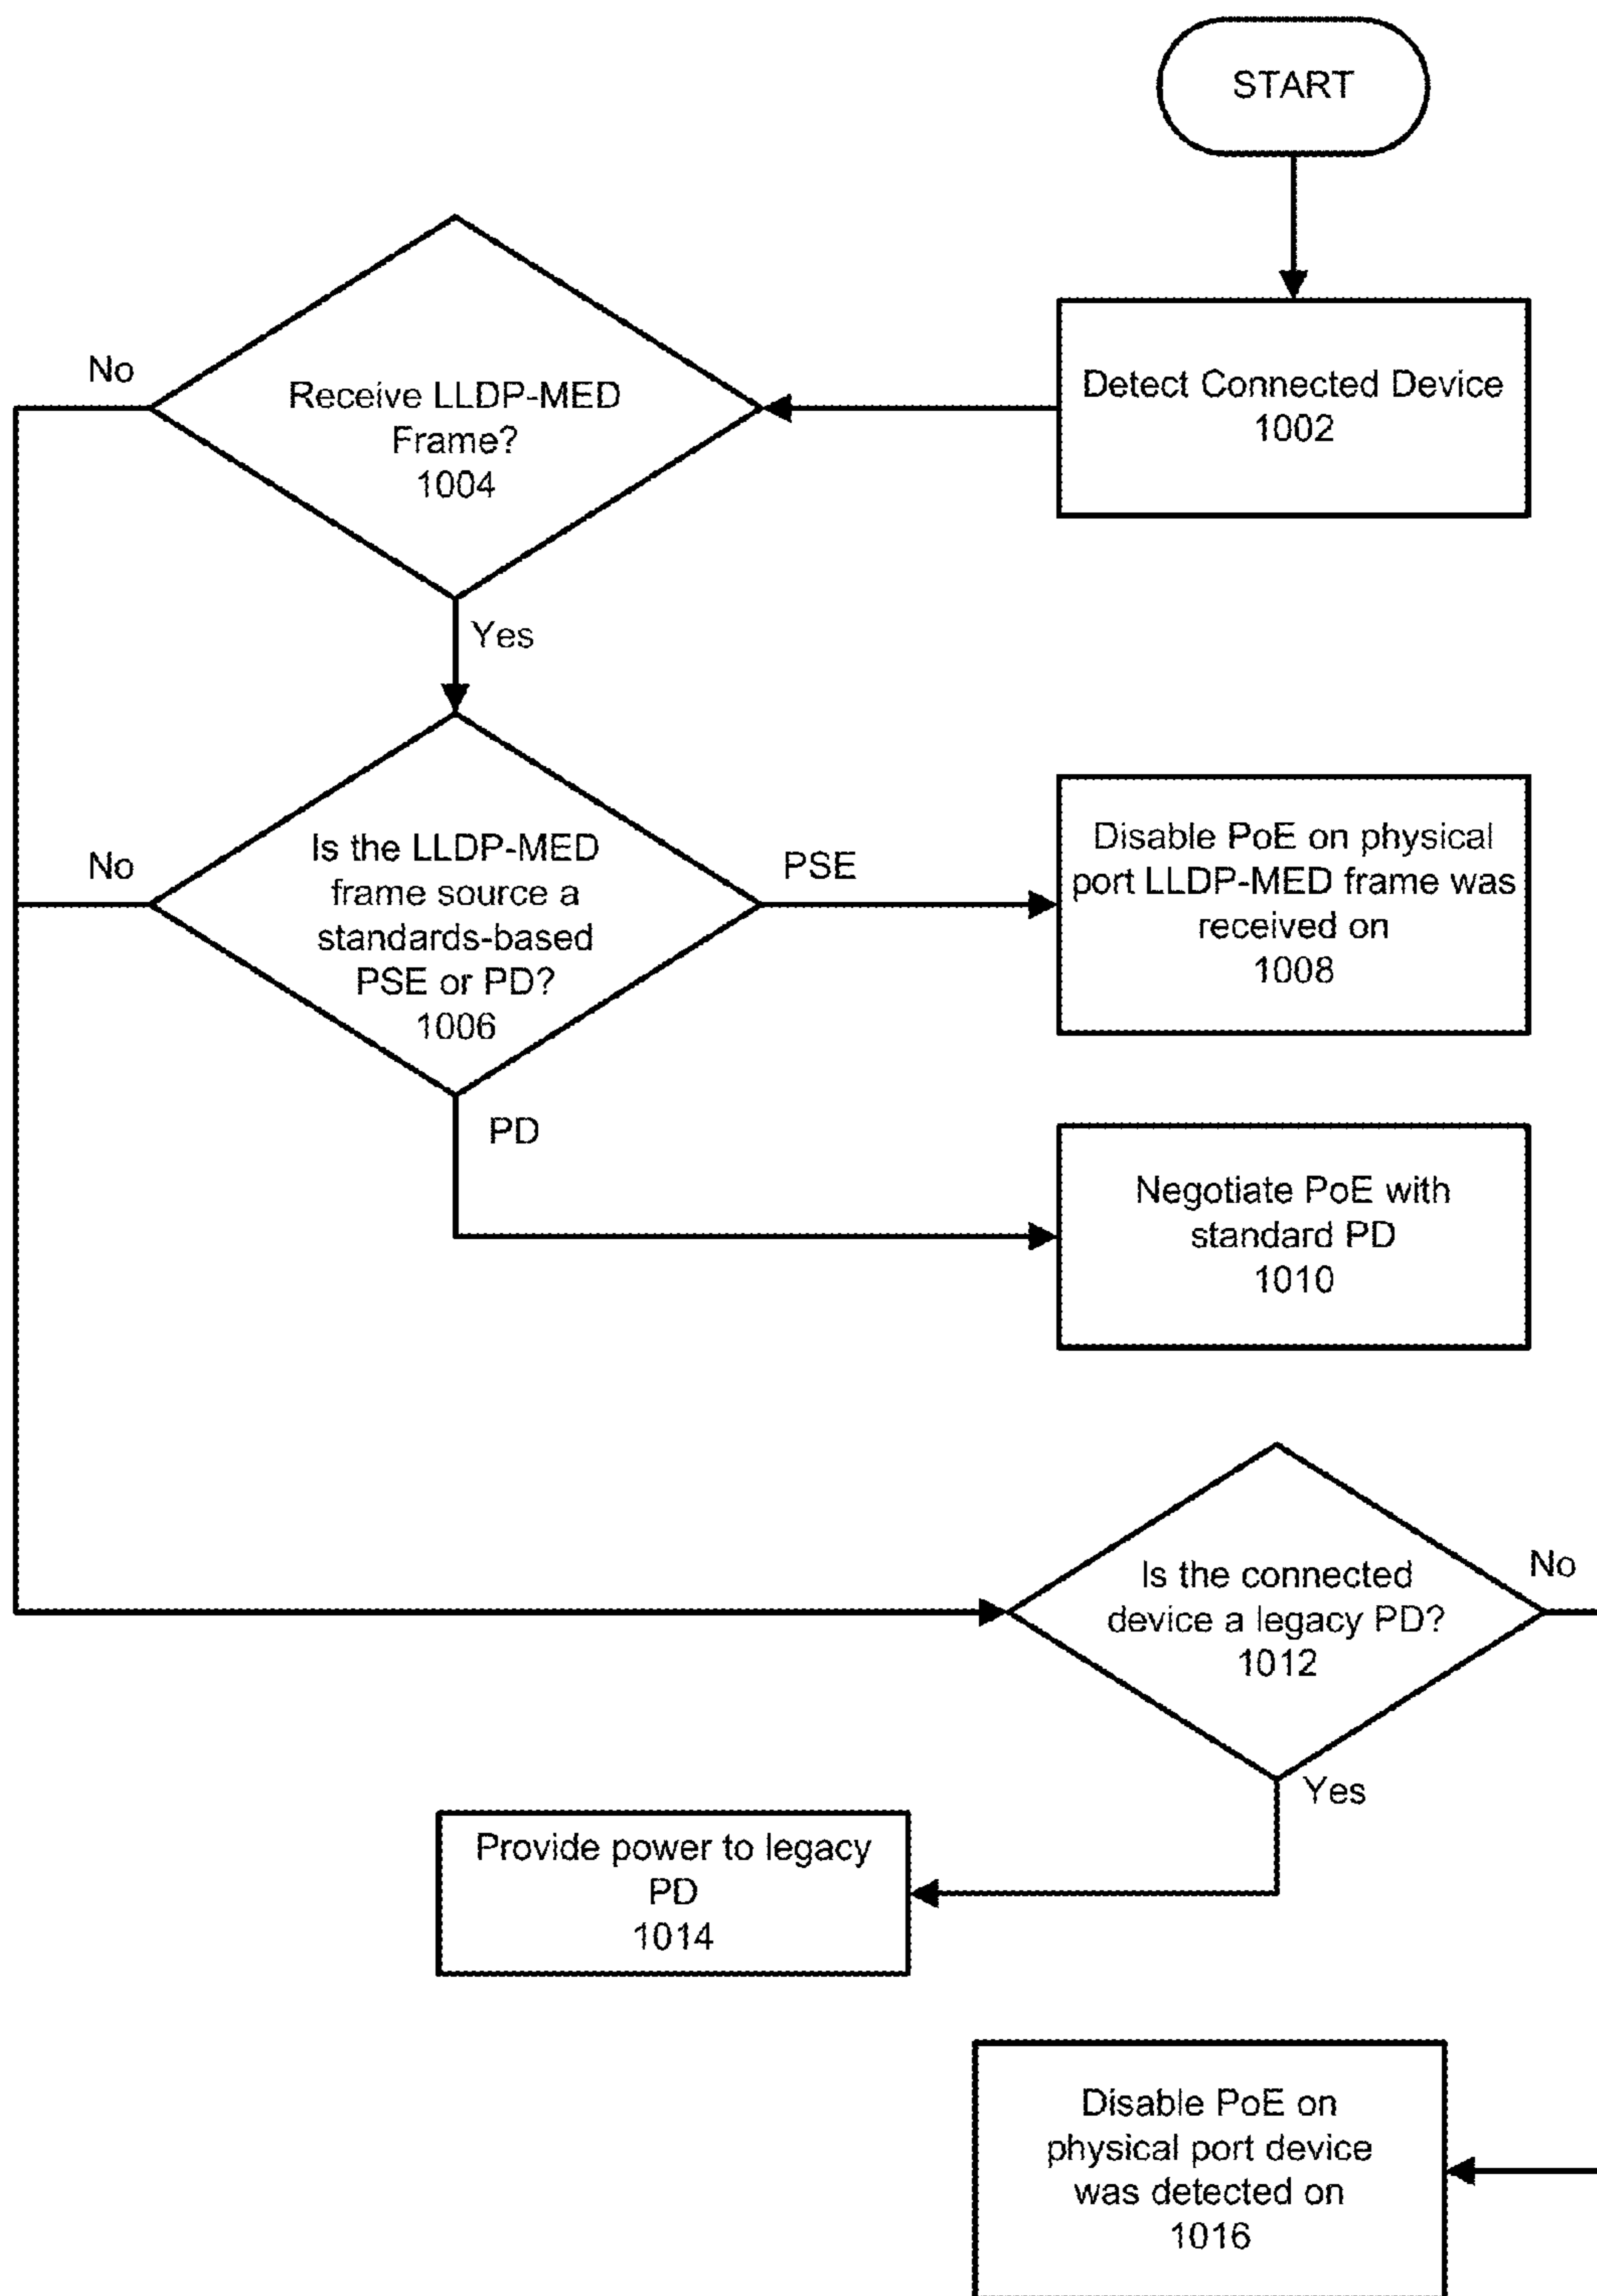 START
Detect Connected Device
1002
No
Receive LLDP-MED
Frame?
1004
Yes
No
Is the LLDP-MED
frame source a
standards-based
PSE or PD?
1006
PSE
Disable PoE on physical
port LLDP-MED frame was
received on
1008
PD
Negotiate PoE with
standard PD
1010
Is the connected
device a legacy PD?
1012
No
Yes
Provide power to legacy
PD
1014
Disable PoE on
physical port device
was detected on
1016